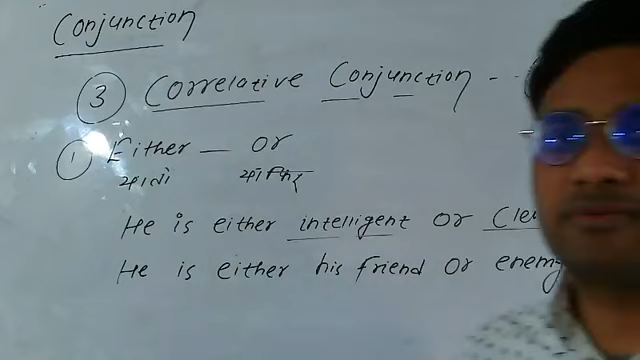 Conjunction
③ Correlative Conjunction - -
① Either — Or
या तो या फिर
He is either intelligent or
He is either his friend or enemy